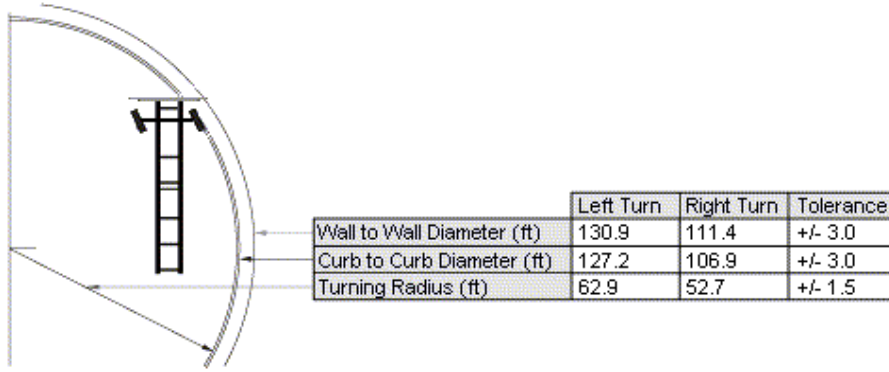 Left Turn Right Turn Tolerance
Wall to Wall Diameter (ft) 130.9 111.4 +/- 3.0
Curb to Curb Diameter (ft) 127.2 106.9 +/- 3.0
Turning Radius (ft) 62.9 52.7 +/- 1.5